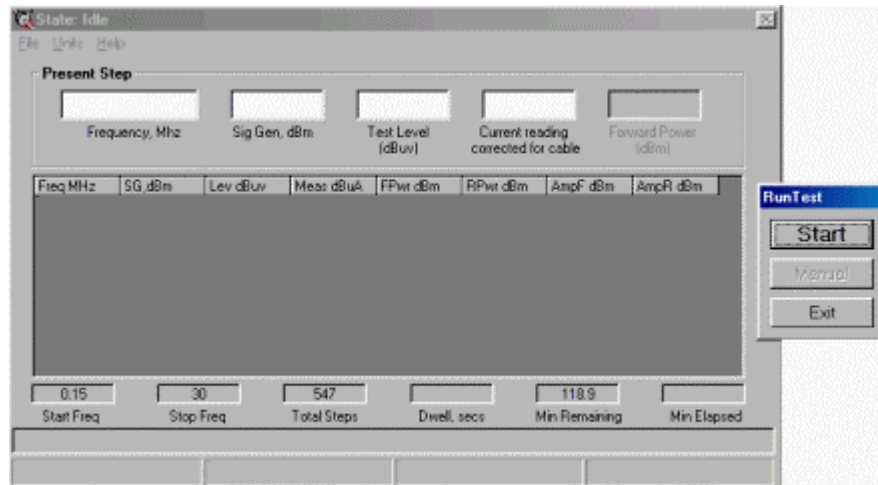 State: Idle
File Units Help
Present Step
Frequency, Mhz
Sig Gen, dBm
Test Level
(dBuv)
Current reading
corrected for cable
Forward Power
(dBm)
Freq MHz SG,dBm Lev dBuv Meas dBuA FPwr dBm RPwr dBm AmpF dBm AmpR dBm
RunTest
Start
Manual
Exit
0.15 30 547 118.9
Start Freq Stop Freq Total Steps Dwell, secs Min Remaining Min Elapsed